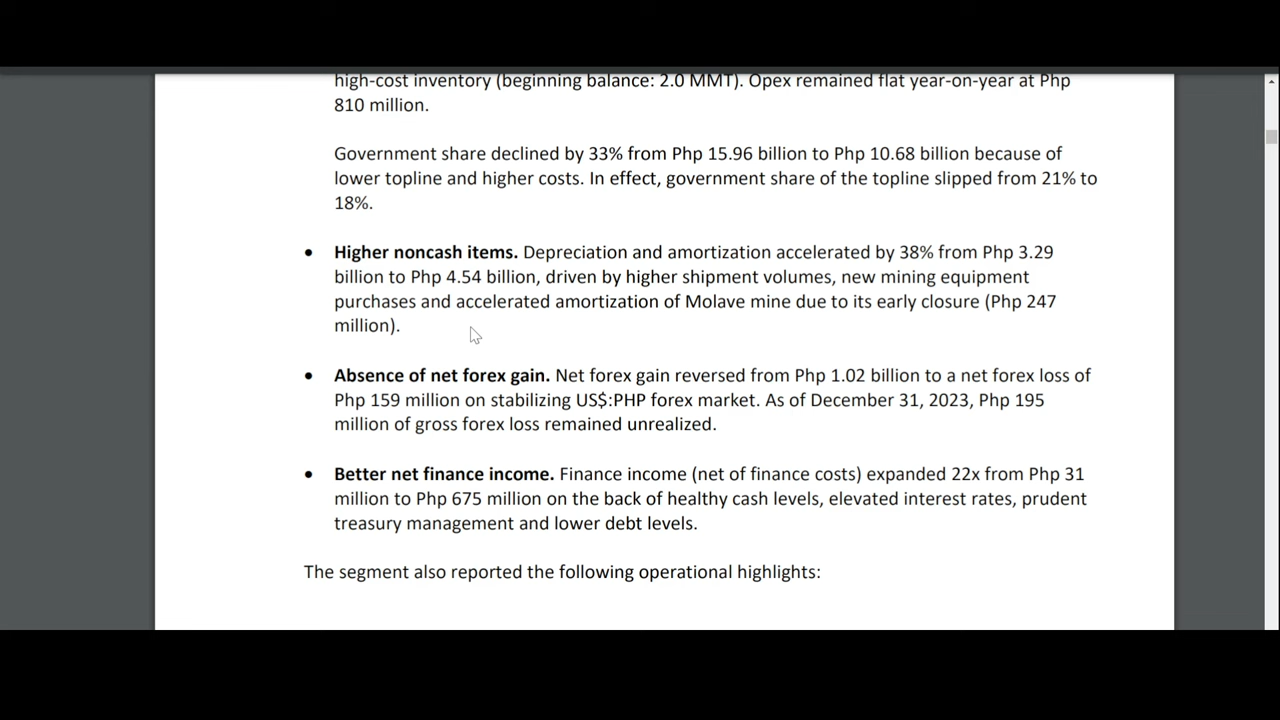 high-cost inventory (beginning balance: 2.0 MMT). Opex remained flat year-on-year at Php
810 million.
Government share declined by 33% from Php 15.96 billion to Php 10.68 billion because of
lower topline and higher costs. In effect, government share of the topline slipped from 21% to
18%.
• Higher noncash items. Depreciation and amortization accelerated by 38% from Php 3.29
billion to Php 4.54 billion, driven by higher shipment volumes, new mining equipment
purchases and accelerated amortization of Molave mine due to its early closure (Php 247
million).
• Absence of net forex gain. Net forex gain reversed from Php 1.02 billion to a net forex loss of
Php 159 million on stabilizing US$:PHP forex market. As of December 31, 2023, Php 195
million of gross forex loss remained unrealized.
• Better net finance income. Finance income (net of finance costs) expanded 22x from Php 31
million to Php 675 million on the back of healthy cash levels, elevated interest rates, prudent
treasury management and lower debt levels.
The segment also reported the following operational highlights: